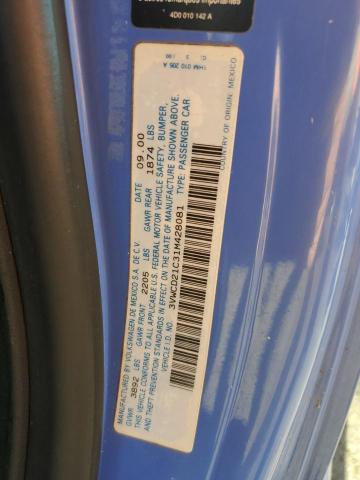 4D0 010 142 A
1HM 010 205 A
MANUFACTURED BY VOLKSWAGEN DE MEXICO S.A. DE C.V. DATE 09.00
GVWR 3892 LBS GAWR FRONT 2205 LBS GAWR REAR 1874 LBS
THIS VEHICLE CONFORMS TO ALL APPLICABLE U.S. FEDERAL MOTOR VEHICLE SAFETY, BUMPER,
AND THEFT PREVENTION STANDARDS IN EFFECT ON THE DATE OF MANUFACTURE SHOWN ABOVE.
VEHICLE I.D. NO.: 3VWCD21C31M428081 TYPE: PASSENGER CAR
COUNTRY OF ORIGIN: MEXICO